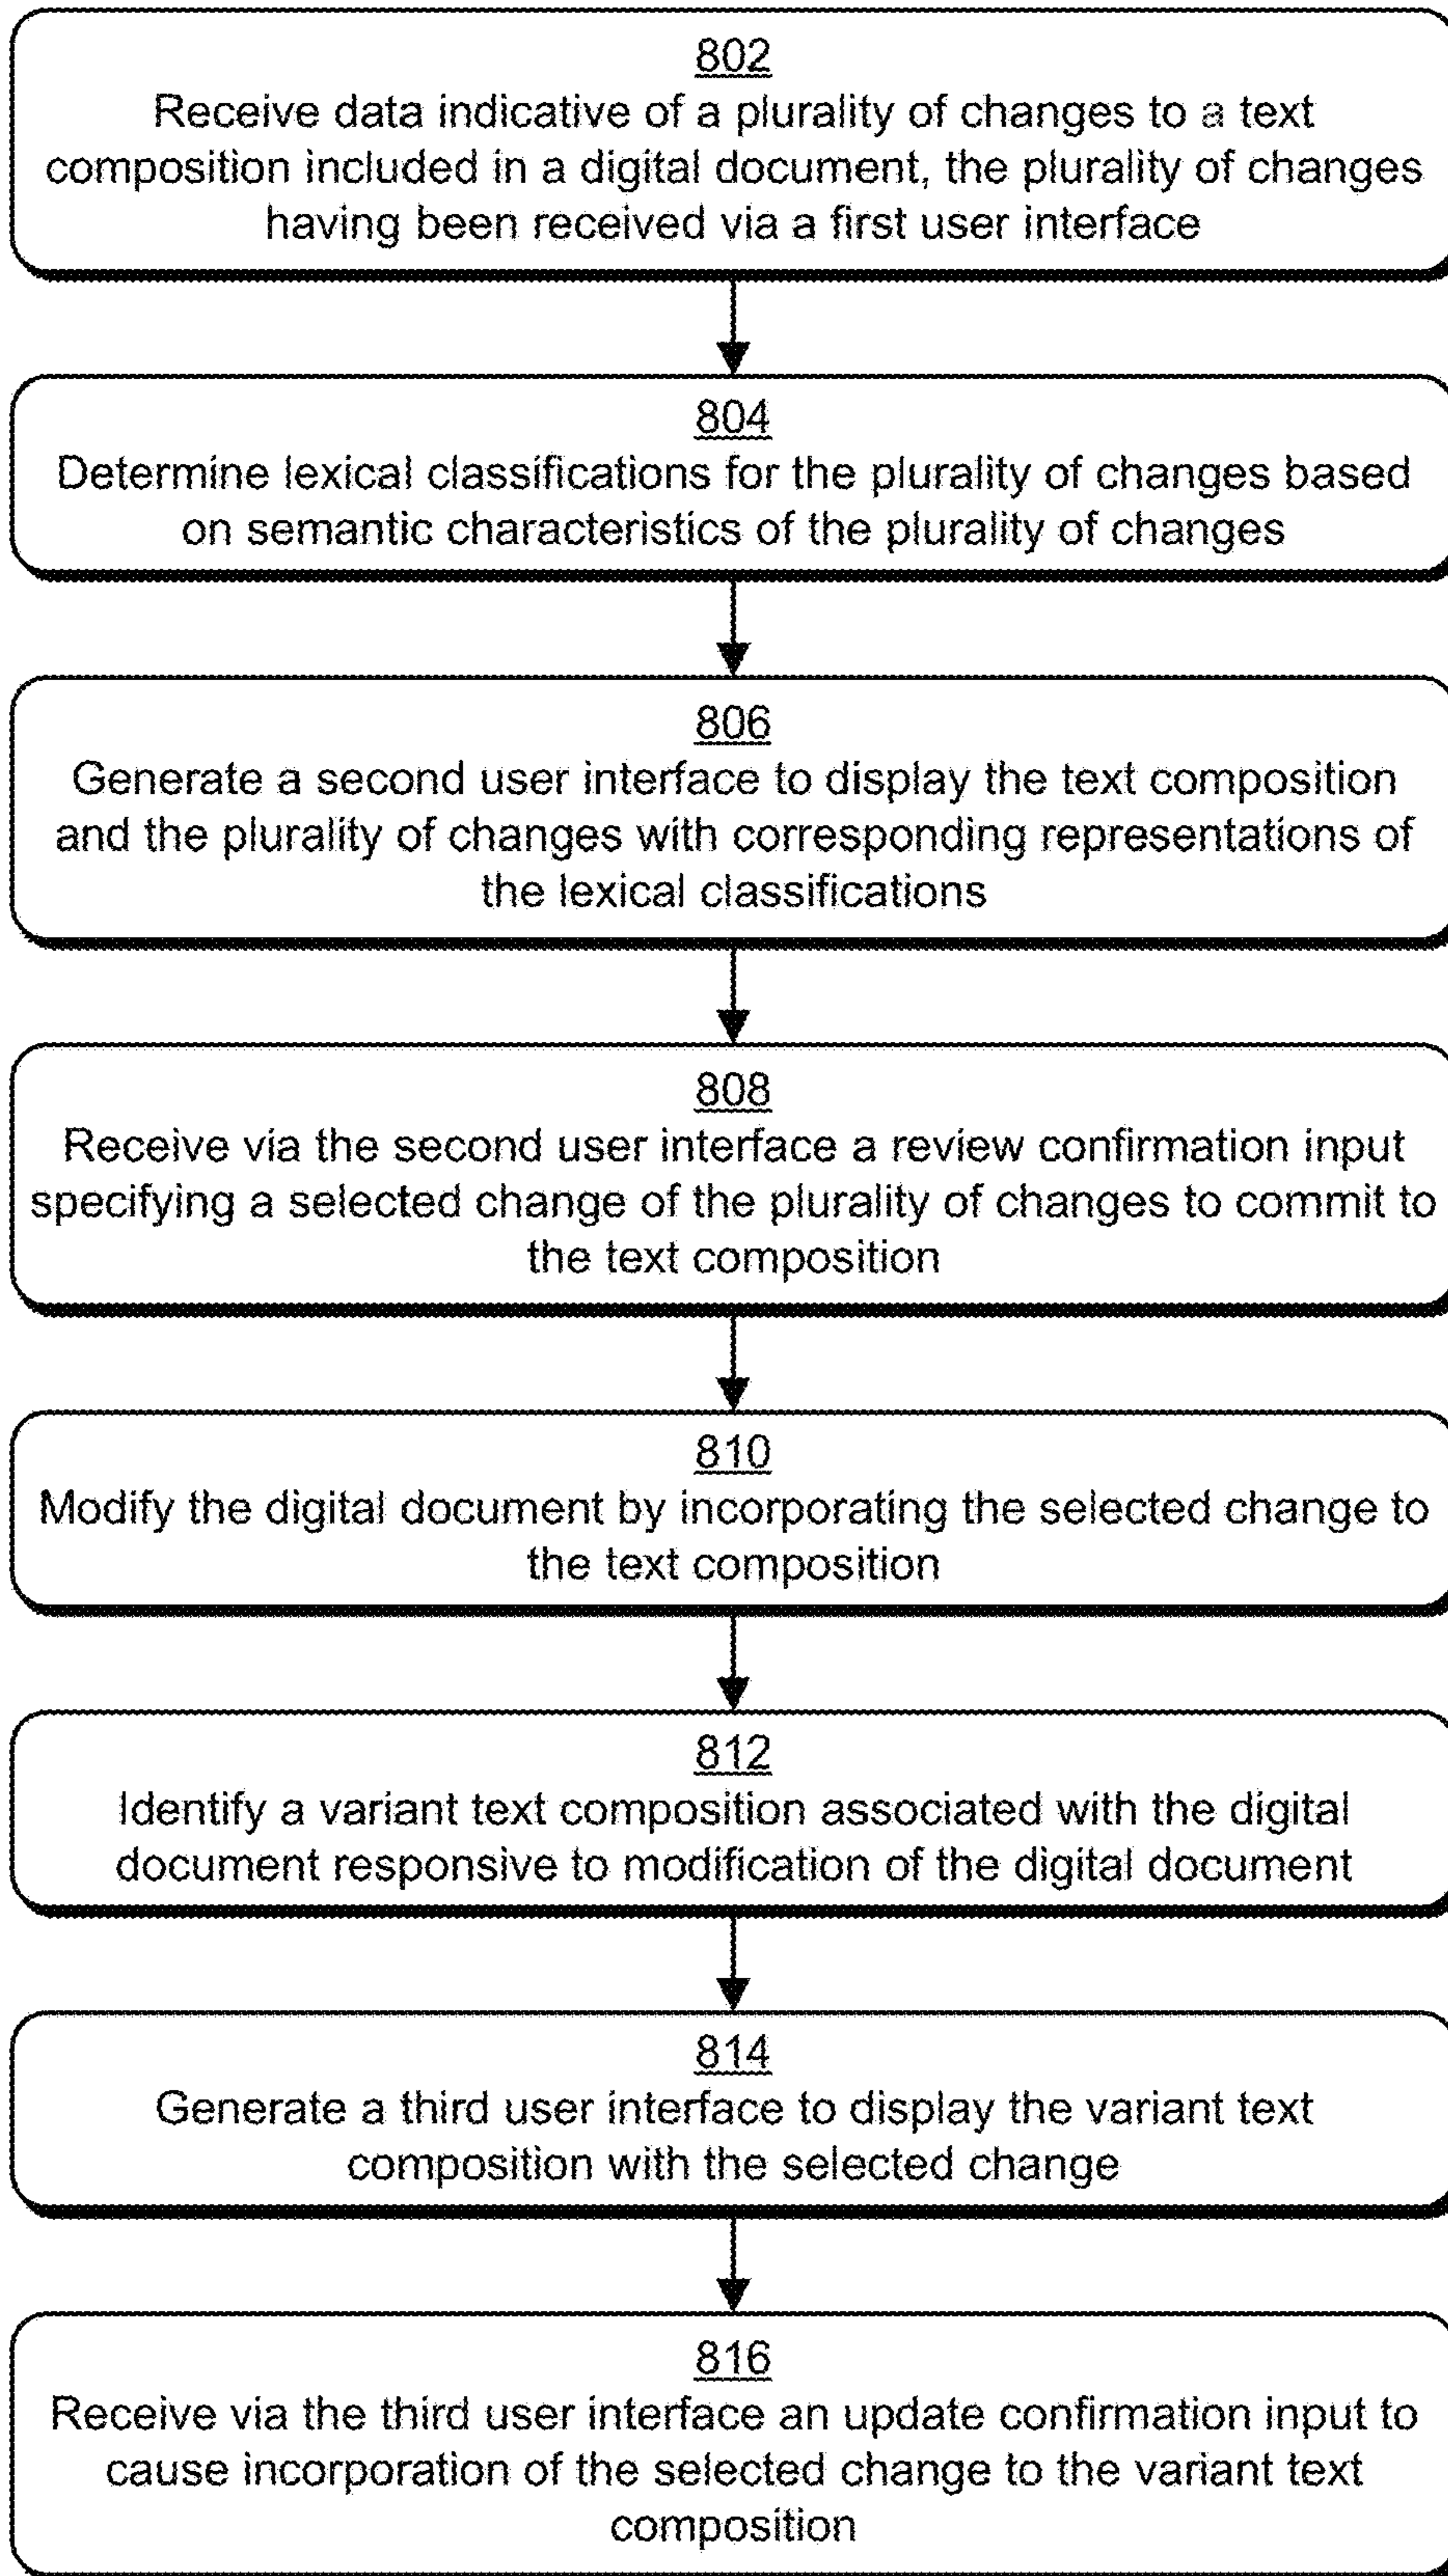 802
Receive data indicative of a plurality of changes to a text
composition included in a digital document, the plurality of changes
having been received via a first user interface
804
Determine lexical classifications for the plurality of changes based
on semantic characteristics of the plurality of changes
806
Generate a second user interface to display the text composition
and the plurality of changes with corresponding representations of
the lexical classifications
808
Receive via the second user interface a review confirmation input
specifying a selected change of the plurality of changes to commit to
the text composition
810
Modify the digital document by incorporating the selected change to
the text composition
812
Identify a variant text composition associated with the digital
document responsive to modification of the digital document
814
Generate a third user interface to display the variant text
composition with the selected change
816
Receive via the third user interface an update confirmation input to
cause incorporation of the selected change to the variant text
composition